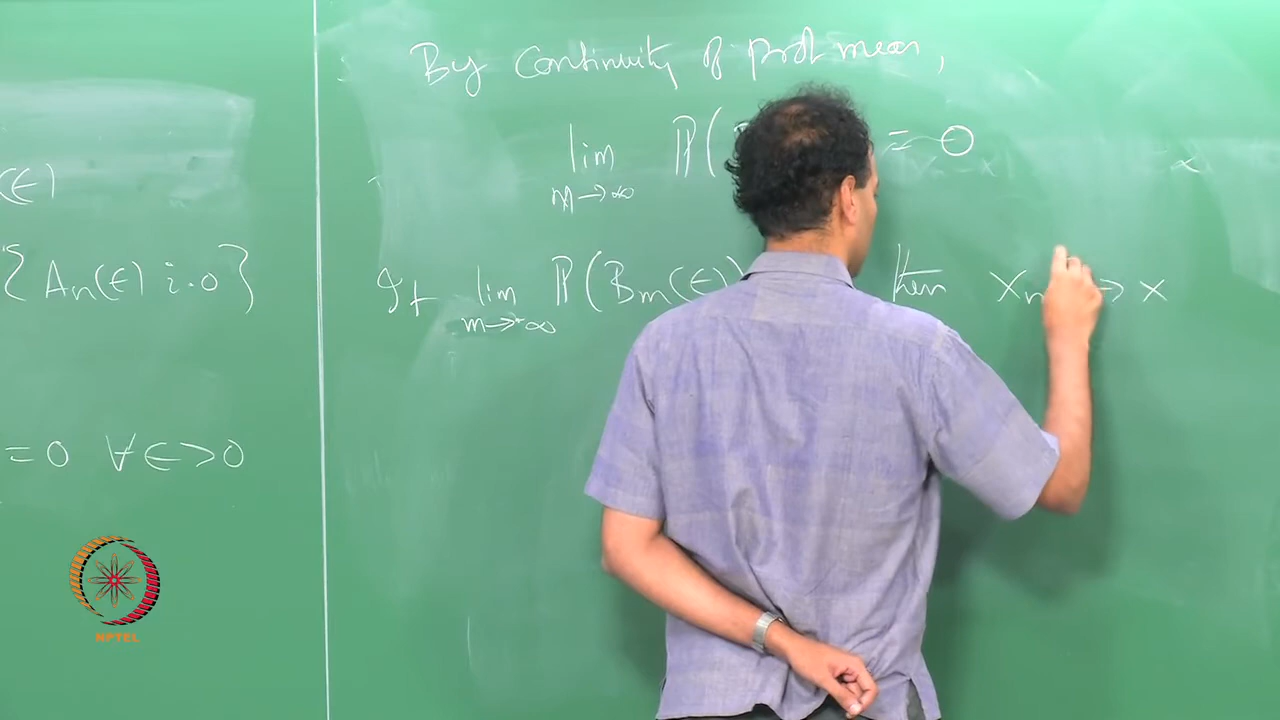 ∈)
{ An(∈) i.o }
=0 ∀ ∈>0
By continuity of prob meas,
lim ℙ( = 0
m→∞
If lim ℙ(Bm(∈) then Xn → X
m→∞
NPTEL